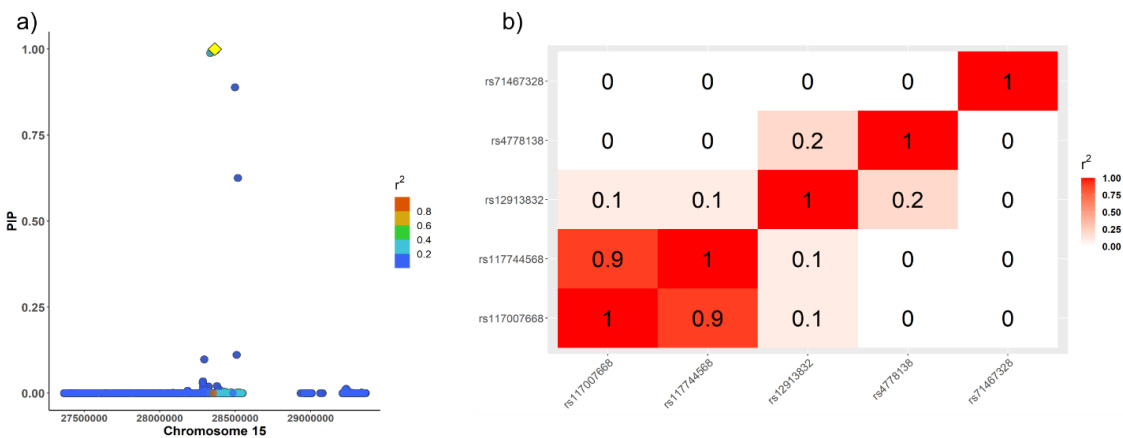 a)
1.00
0.75
0.50
0.25
0.00
PIP
27500000 28000000 28500000 29000000
Chromosome 15
r2
0.8
0.6
0.4
0.2
b)
rs71467328 0 0 0 0 1
rs4778138 0 0 0.2 1 0
rs12913832 0.1 0.1 1 0.2 0
rs117744568 0.9 1 0.1 0 0
rs117007668 1 0.9 0.1 0 0
rs117007668 rs117744568 rs12913832 rs4778138 rs71467328
r2
1.00
0.75
0.50
0.25
0.00